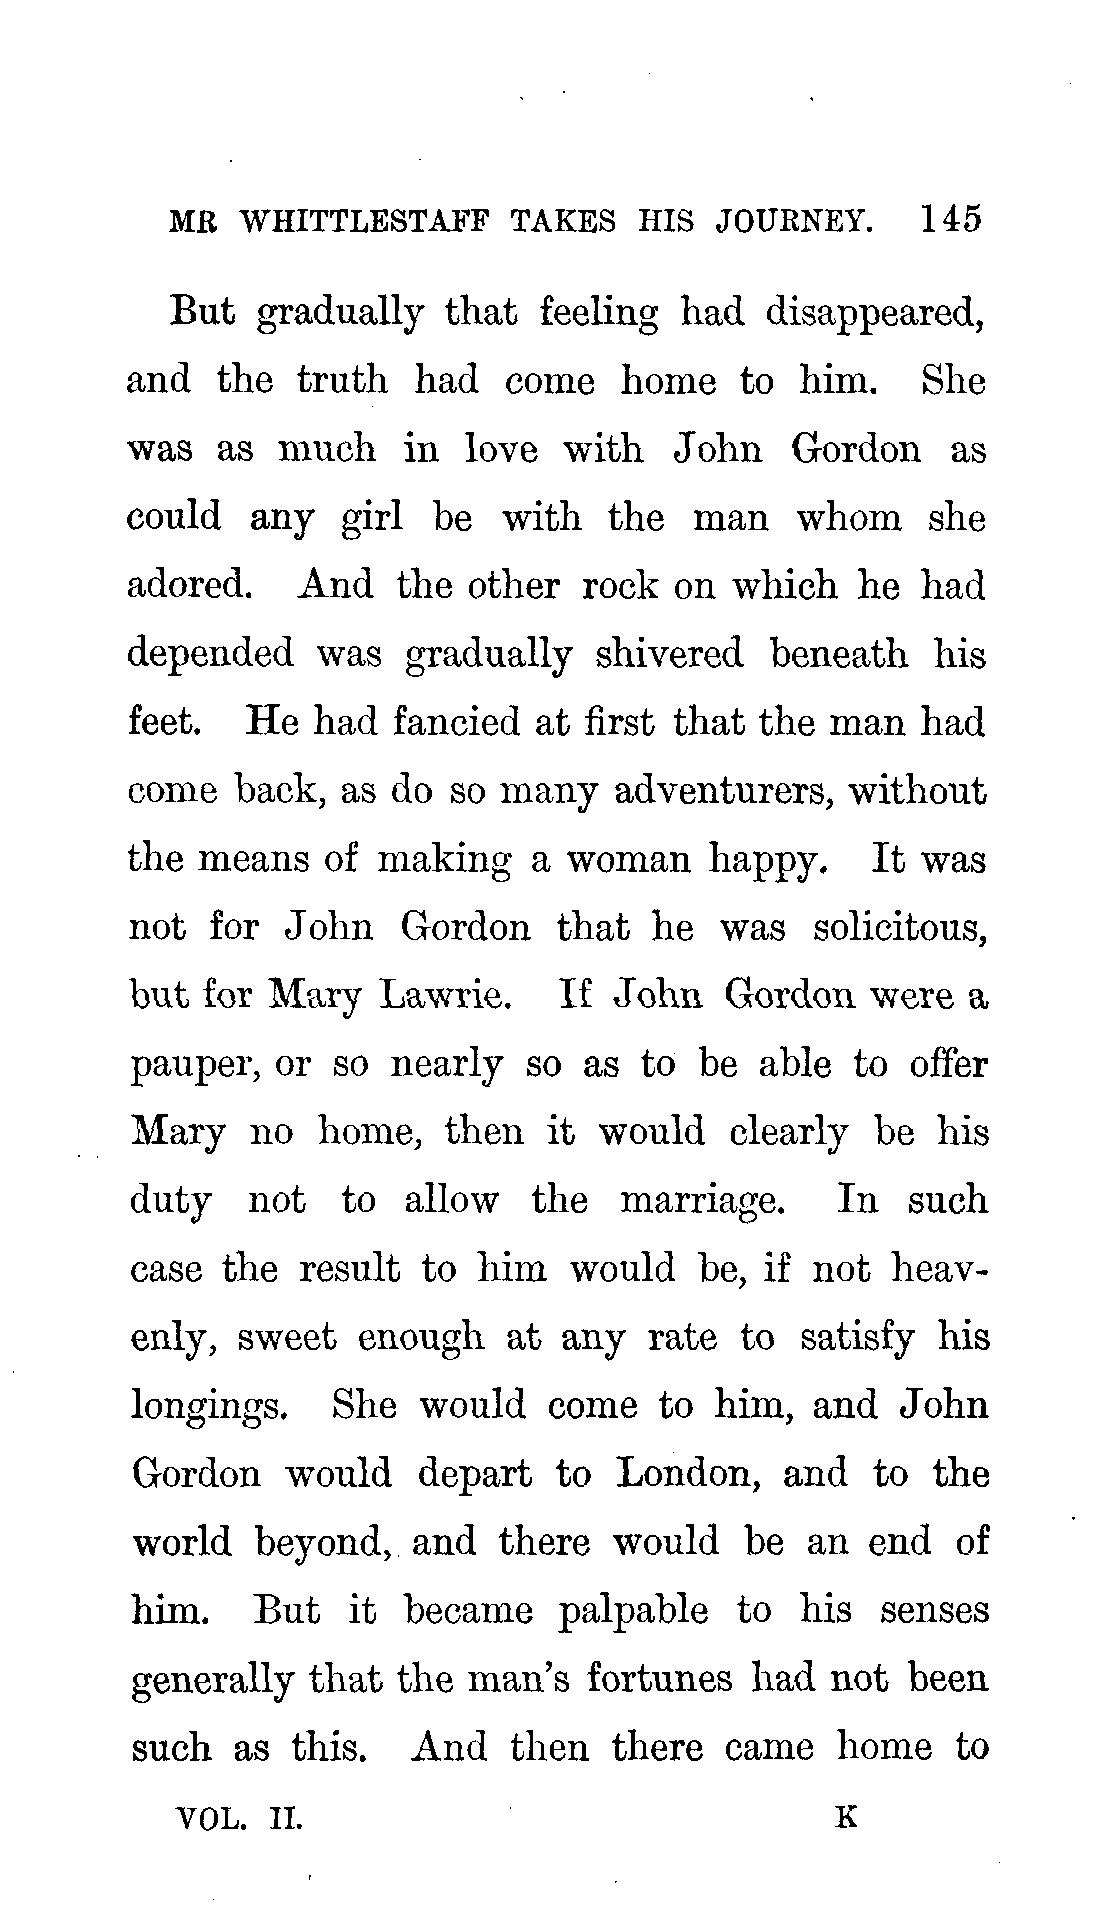 MR WHITTLESTAFF TAKES HIS JOURNEY. 145
But gradually that feeling had disappeared,
and the truth had come home to him. She
was as much in love with John Gordon as
could any girl be with the man whom she
adored. And the other rock on which he had
depended was gradually shivered beneath his
feet. He had fancied at first that the man had
come back, as do so many adventurers, without
the means of making a woman happy. It was
not for John Gordon that he was solicitous,
but for Mary Lawrie. If John Gordon were a
pauper, or so nearly so as to be able to offer
Mary no home, then it would clearly be his
duty not to allow the marriage. In such
case the result to him would be, if not heav-
enly, sweet enough at any rate to satisfy his
longings. She would come to him, and John
Gordon would depart to London, and to the
world beyond, and there would be an end of
him. But it became palpable to his senses
generally that the man's fortunes had not been
such as this. And then there came home to
VOL. II. K